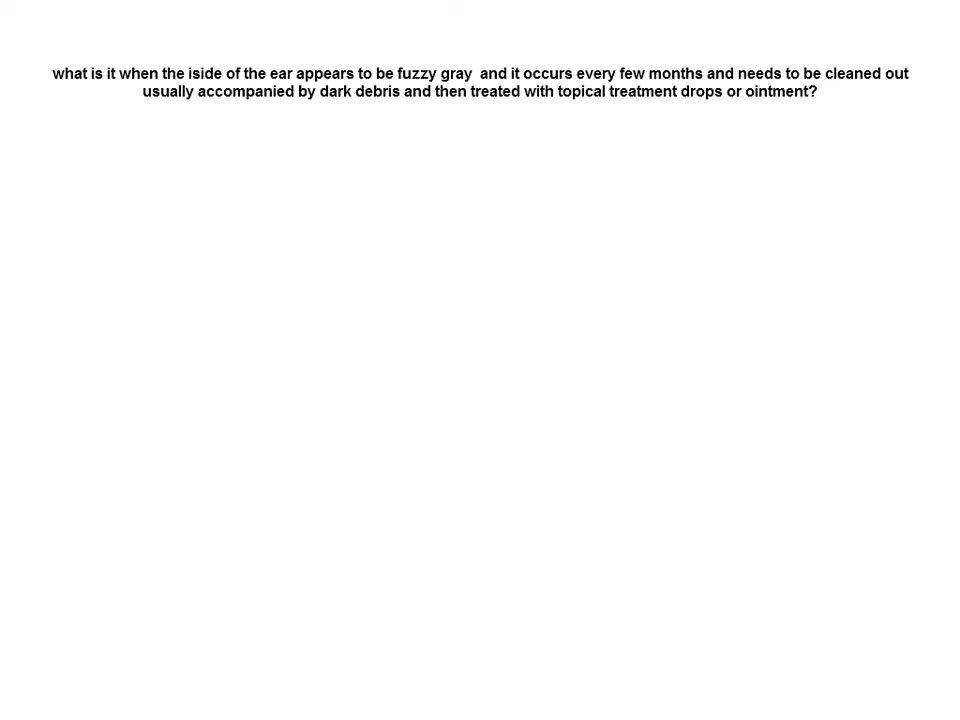 what is it when the iside of the ear appears to be fuzzy gray  and it occurs every few months and needs to be cleaned out
usually accompanied by dark debris and then treated with topical treatment drops or ointment?